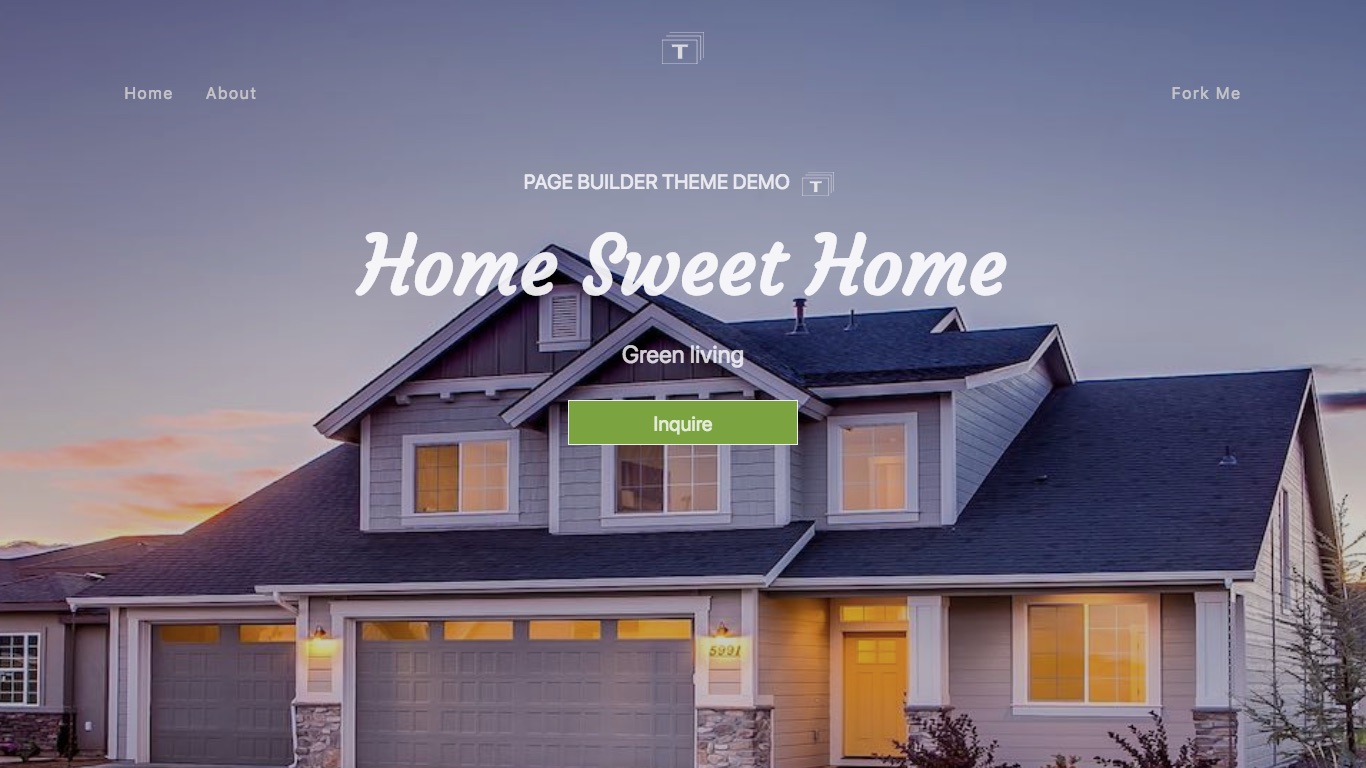 T
Home About Fork Me
PAGE BUILDER THEME DEMO T
Home Sweet Home
Green living
Inquire
5991